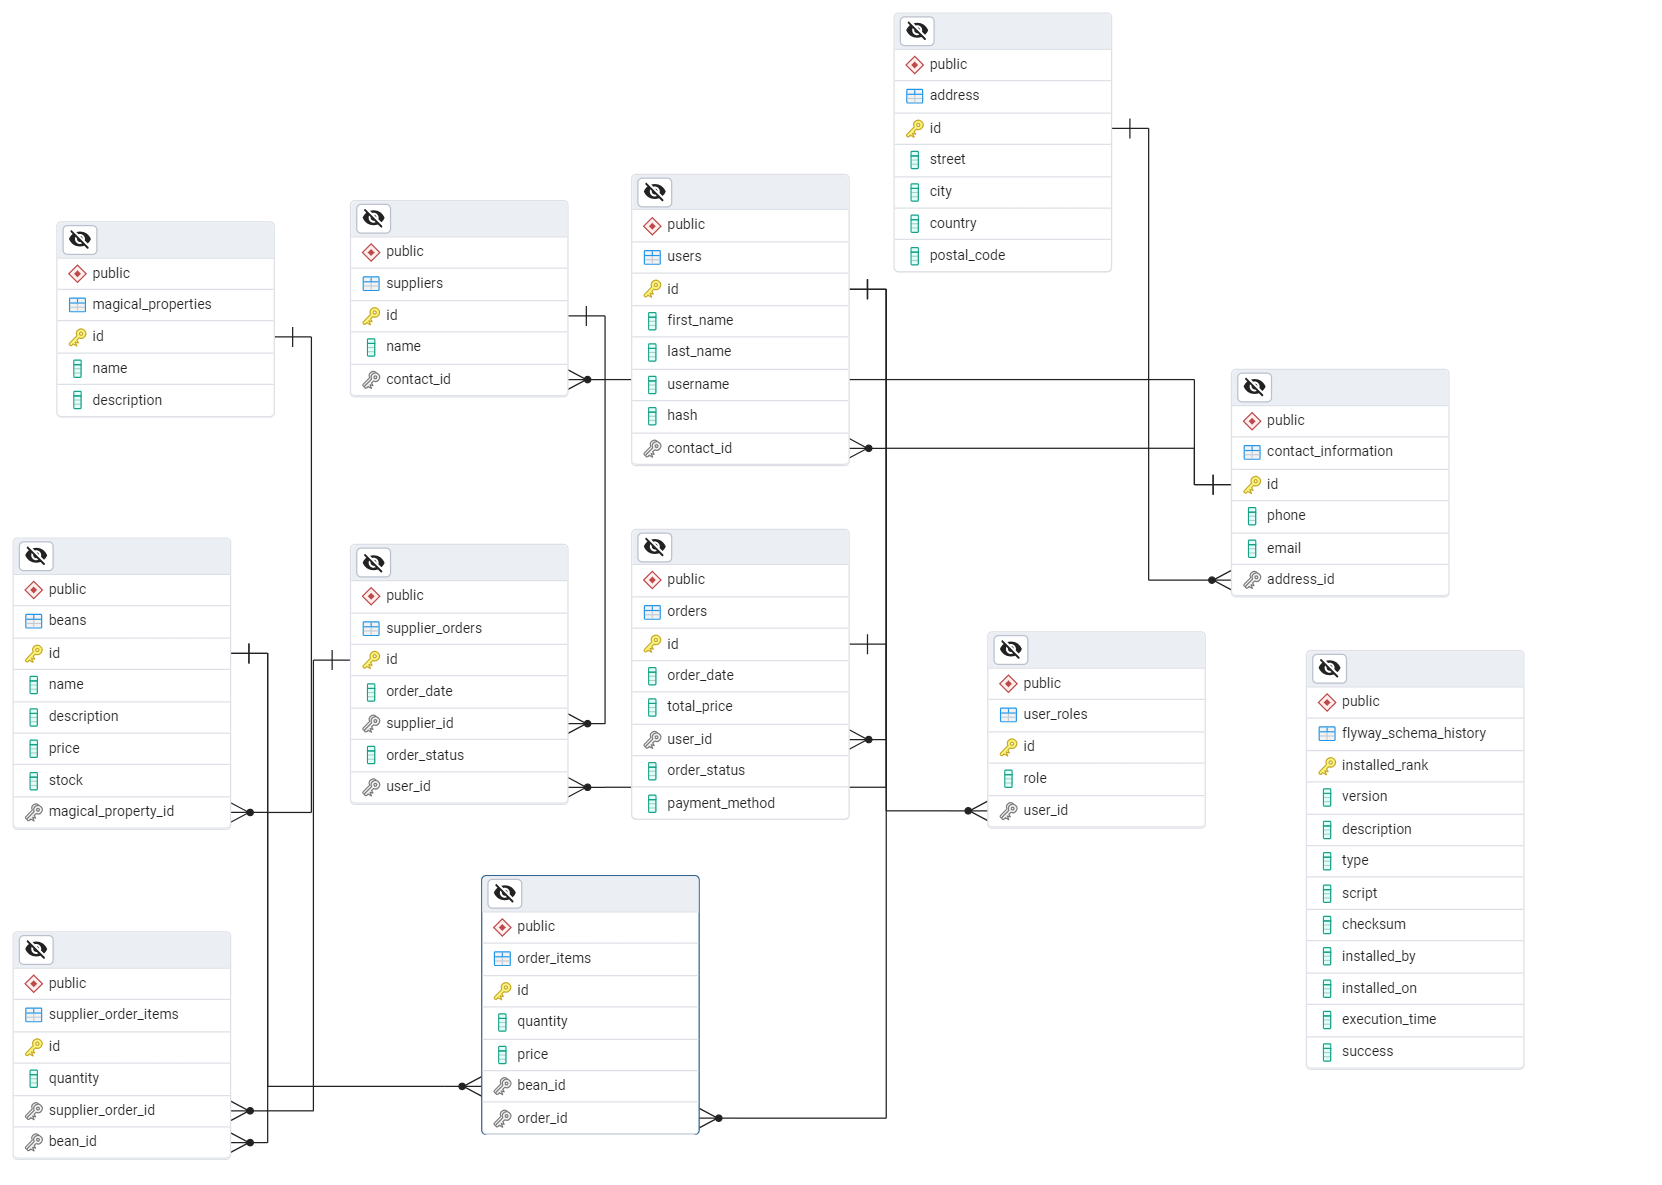 public
address
id
street
city
country
postal_code
public
users
id
first_name
last_name
username
hash
contact_id
public
suppliers
id
name
contact_id
public
magical_properties
id
name
description
public
contact_information
id
phone
email
address_id
public
beans
id
name
description
price
stock
magical_property_id
public
supplier_orders
id
order_date
supplier_id
order_status
user_id
public
orders
id
order_date
total_price
user_id
order_status
payment_method
public
user_roles
id
role
user_id
public
flyway_schema_history
installed_rank
version
description
type
script
checksum
installed_by
installed_on
execution_time
success
public
order_items
id
quantity
price
bean_id
order_id
public
supplier_order_items
id
quantity
supplier_order_id
bean_id